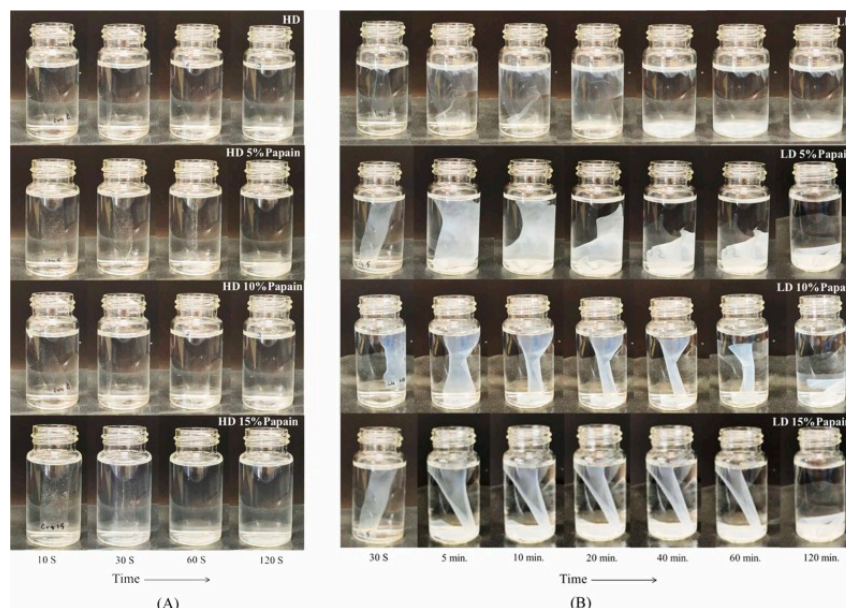 HD
HD 5% Papain
HD 10% Papain
HD 15% Papain
10 S 30 S 60 S 120 S
Time
(A)
LD 5% Papain
LD 10% Papain
LD 15% Papain
30 S 5 min. 10 min. 20 min. 40 min. 60 min. 120 min.
Time
(B)